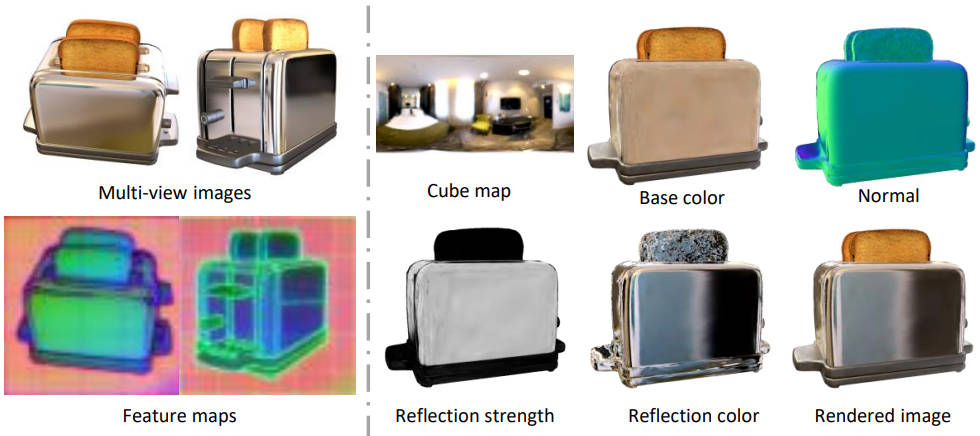 Multi-view images
Cube map
Base color
Normal
Feature maps
Reflection strength
Reflection color
Rendered image